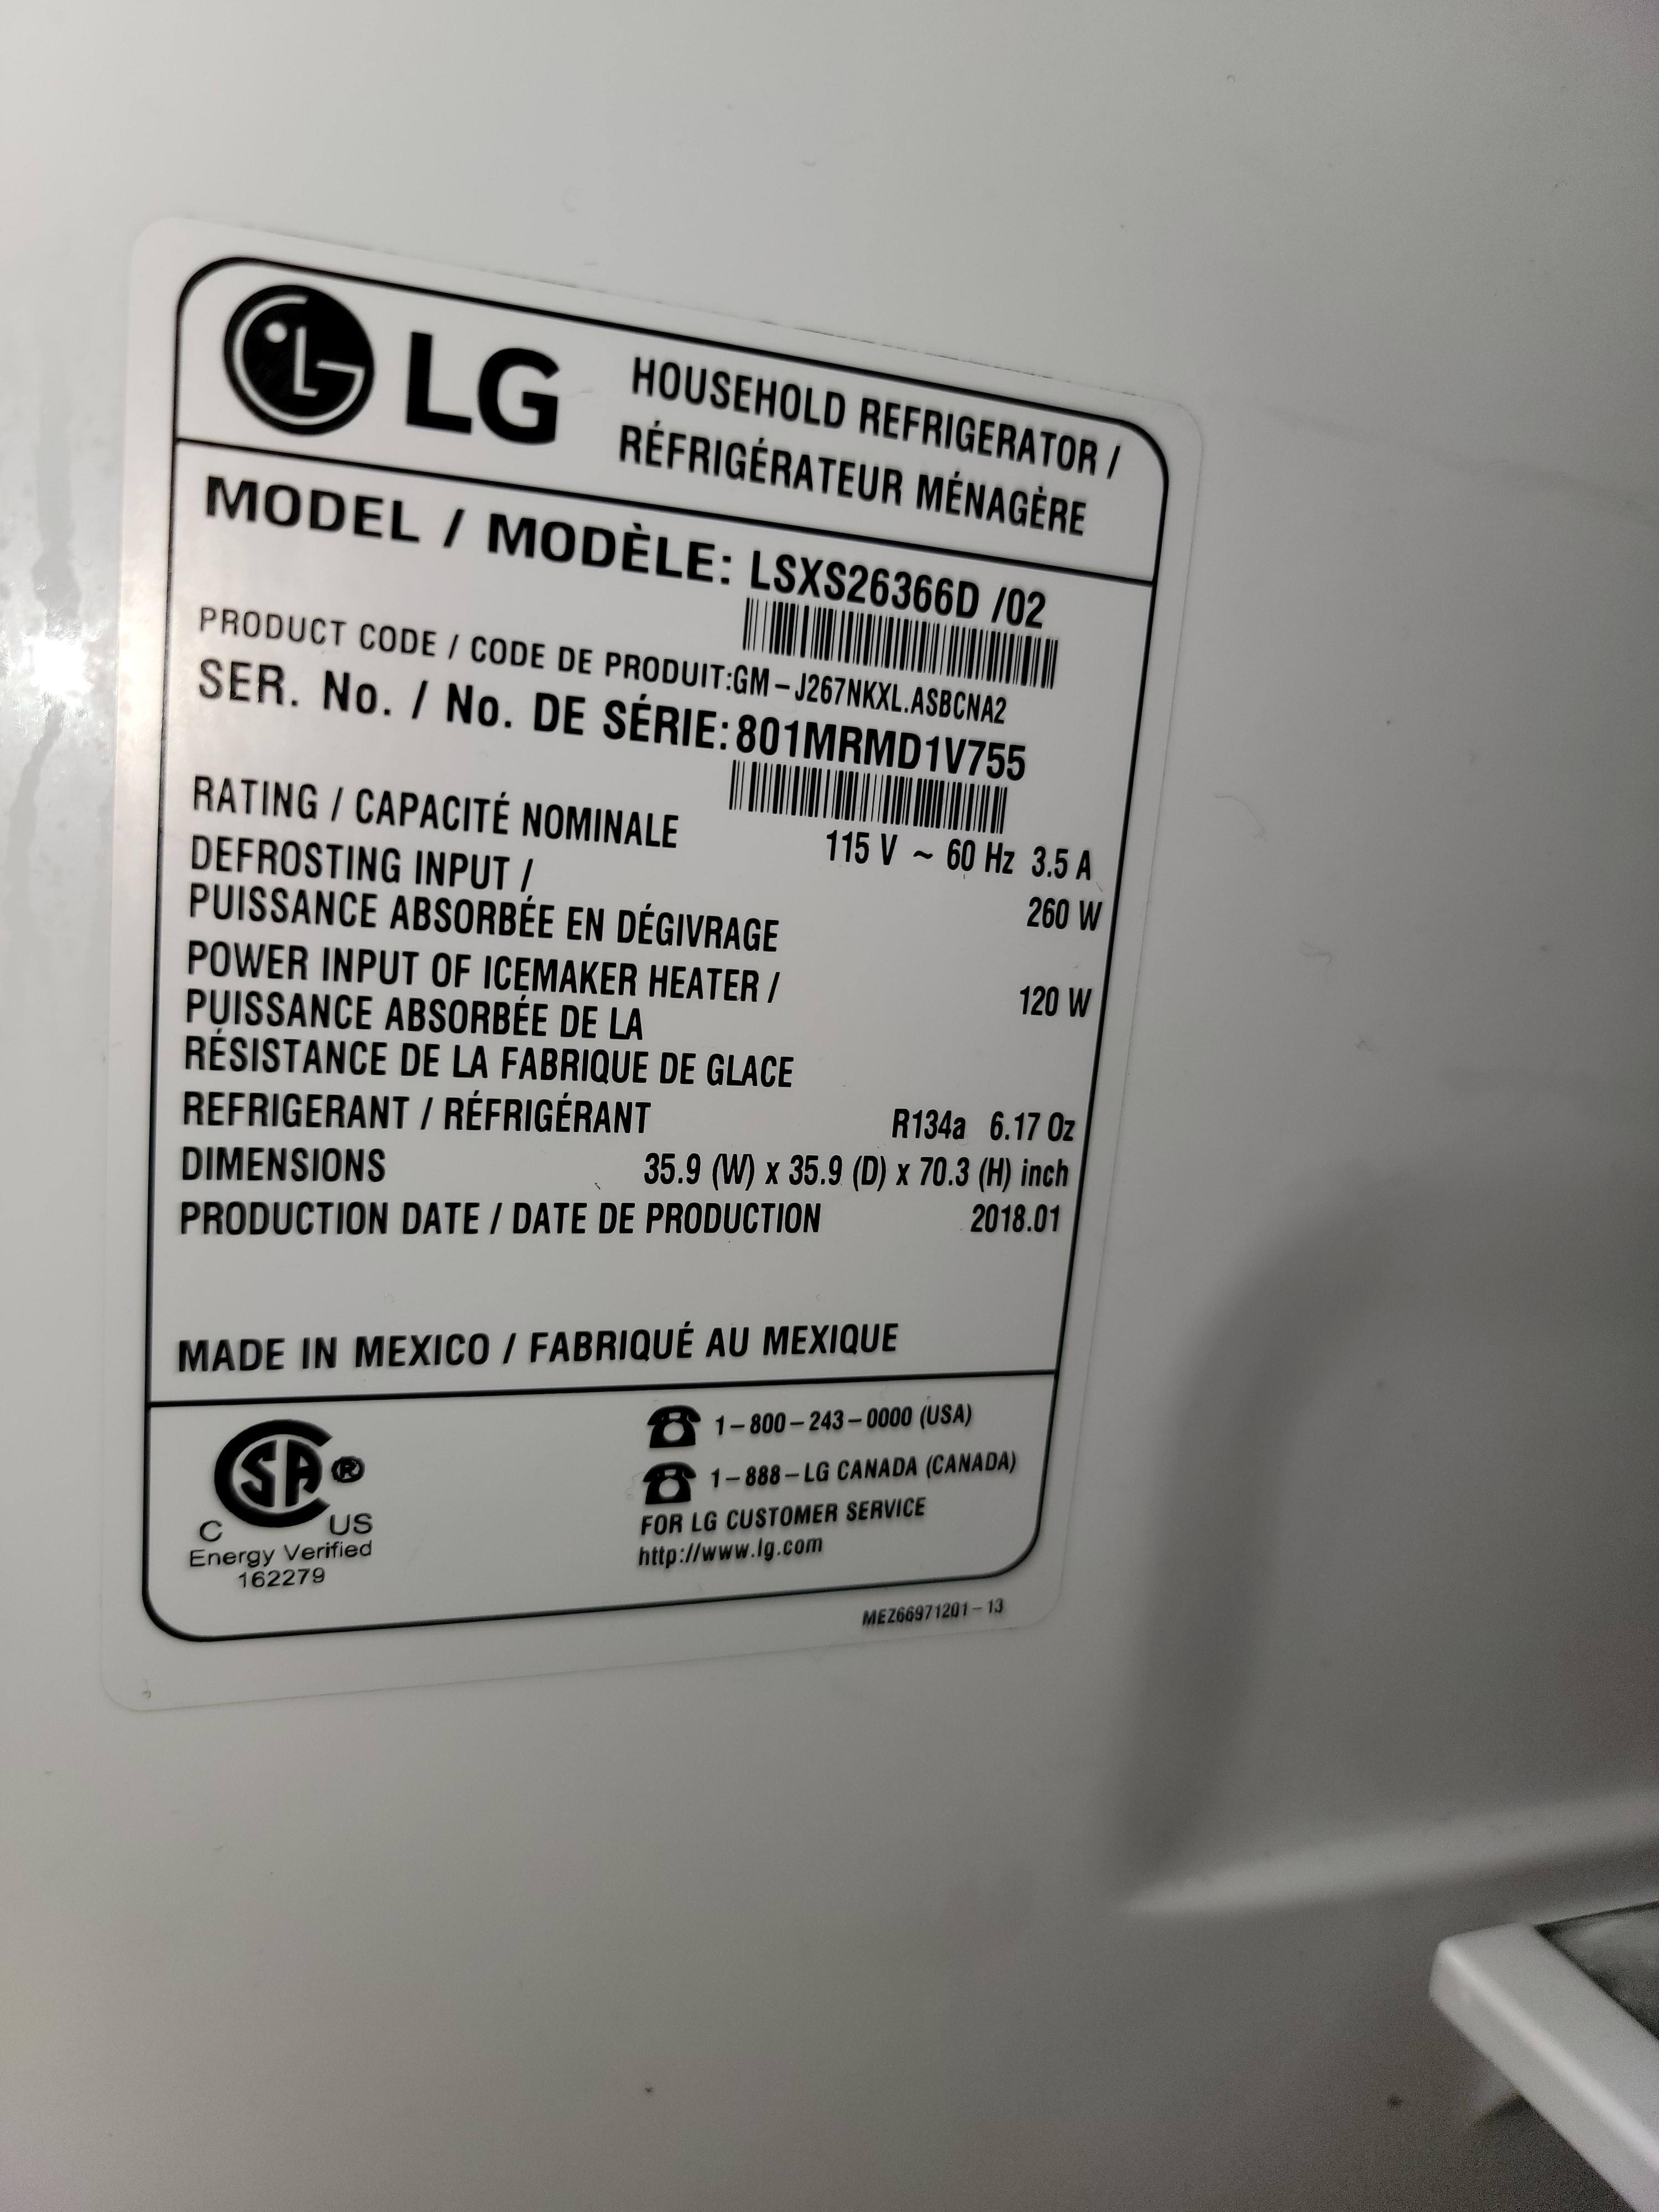 LG
HOUSEHOLD REFRIGERATOR /
RÉFRIGÉRATEUR MÉNAGÈRE
MODEL / MODÈLE: LSXS26366D /02
PRODUCT CODE / CODE DE PRODUIT:GM-J267NKXL.ASBCNA2
SER. No. / No. DE SÉRIE: 801MRMD1V755
RATING / CAPACITÉ NOMINALE 115 V ~ 60 Hz 3.5 A
DEFROSTING INPUT /
PUISSANCE ABSORBÉE EN DÉGIVRAGE 260 W
POWER INPUT OF ICEMAKER HEATER / 120 W
PUISSANCE ABSORBÉE DE LA
RÉSISTANCE DE LA FABRIQUE DE GLACE
REFRIGERANT / RÉFRIGÉRANT R134a 6.17 Oz
DIMENSIONS 35.9 (W) x 35.9 (D) x 70.3 (H) inch
PRODUCTION DATE / DATE DE PRODUCTION 2018.01
MADE IN MEXICO / FABRIQUÉ AU MEXIQUE
CSA®
C US
Energy Verified
162279
1-800-243-0000 (USA)
1-888-LG CANADA (CANADA)
FOR LG CUSTOMER SERVICE
http://www.lg.com
MEZ66971201-13